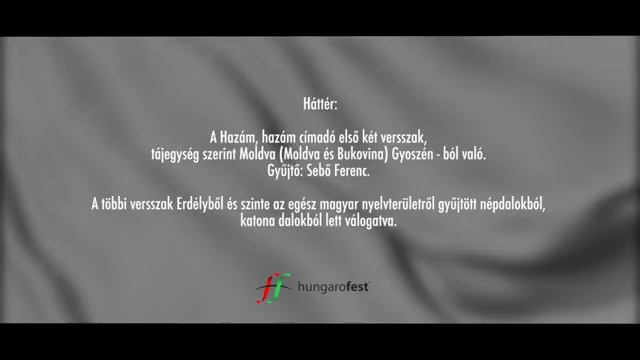 Háttér:
A Hazám, hazám címadó első két versszak,
tájegység szerint Moldva (Moldva és Bukovina) Gyoszén - ból való.
Gyűjtő: Sebő Ferenc.
A többi versszak Erdélyből és szinte az egész magyar nyelvterületről gyűjtött népdalokból,
katona dalokból lett válogatva.
hungarofest